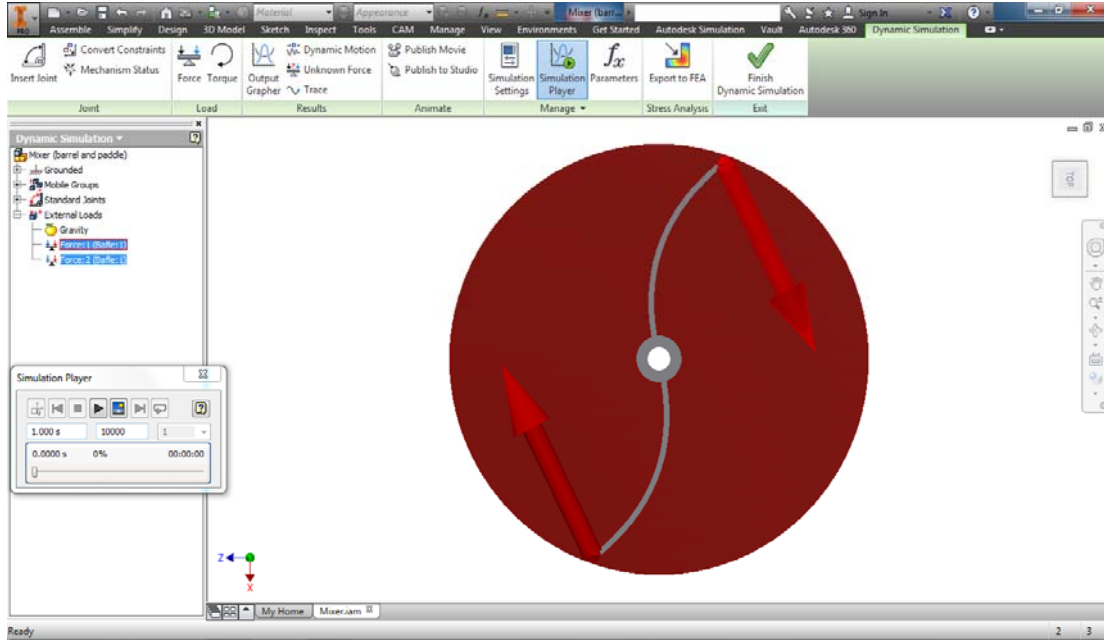 PRO
Material
Appearance
Mixer (barr...
Sign In
Assemble Simplify Design 3D Model Sketch Inspect Tools CAM Manage View Environments Get Started Autodesk Simulation Vault Autodesk 360 Dynamic Simulation
Insert Joint
Convert Constraints
Mechanism Status
Joint
Force Torque
Load
Output Grapher
Dynamic Motion
Unknown Force
Trace
Results
Publish Movie
Publish to Studio
Animate
Simulation Settings
Simulation Player
fx
Parameters
Manage
Export to FEA
Stress Analysis
Finish
Dynamic Simulation
Exit
Dynamic Simulation
Mixer (barrel and paddle)
Grounded
Mobile Groups
Standard Joints
External Loads
Gravity
Force:1 (Bafle:1)
Force:2 (Bafle:1)
TOP
Simulation Player
1.000 s 10000 1
0.0000 s 0% 00:00:00
Z
X
My Home Mixer.iam
Ready 2 3